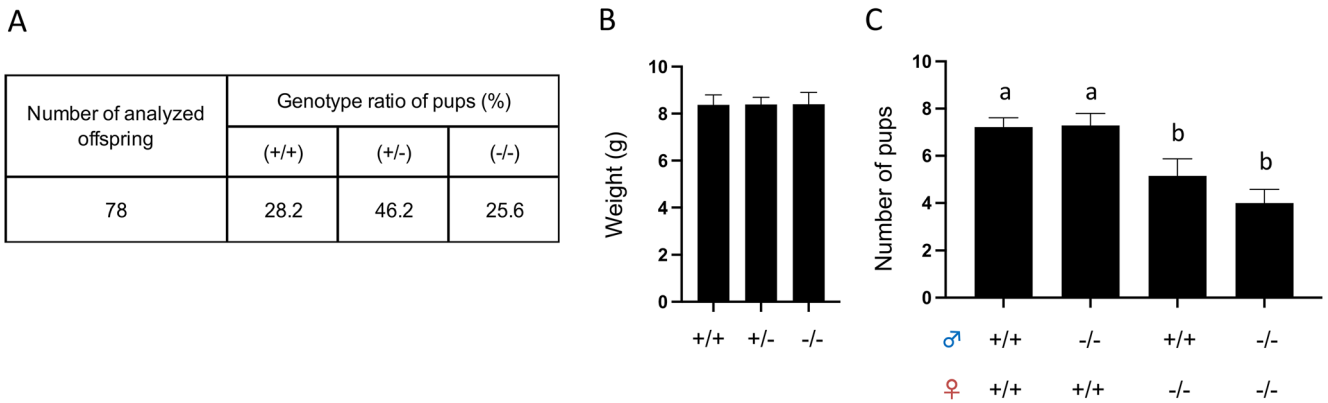 A
Number of analyzed
offspring
Genotype ratio of pups (%)
(+/+) (+/-) (-/-)
78 28.2 46.2 25.6
B
Weight (g)
10
8
6
4
2
0
+/+ +/- -/-
C
Number of pups
10
8
6
4
2
0
a a b b
♂ +/+ -/- +/+ -/-
♀ +/+ +/+ -/- -/-